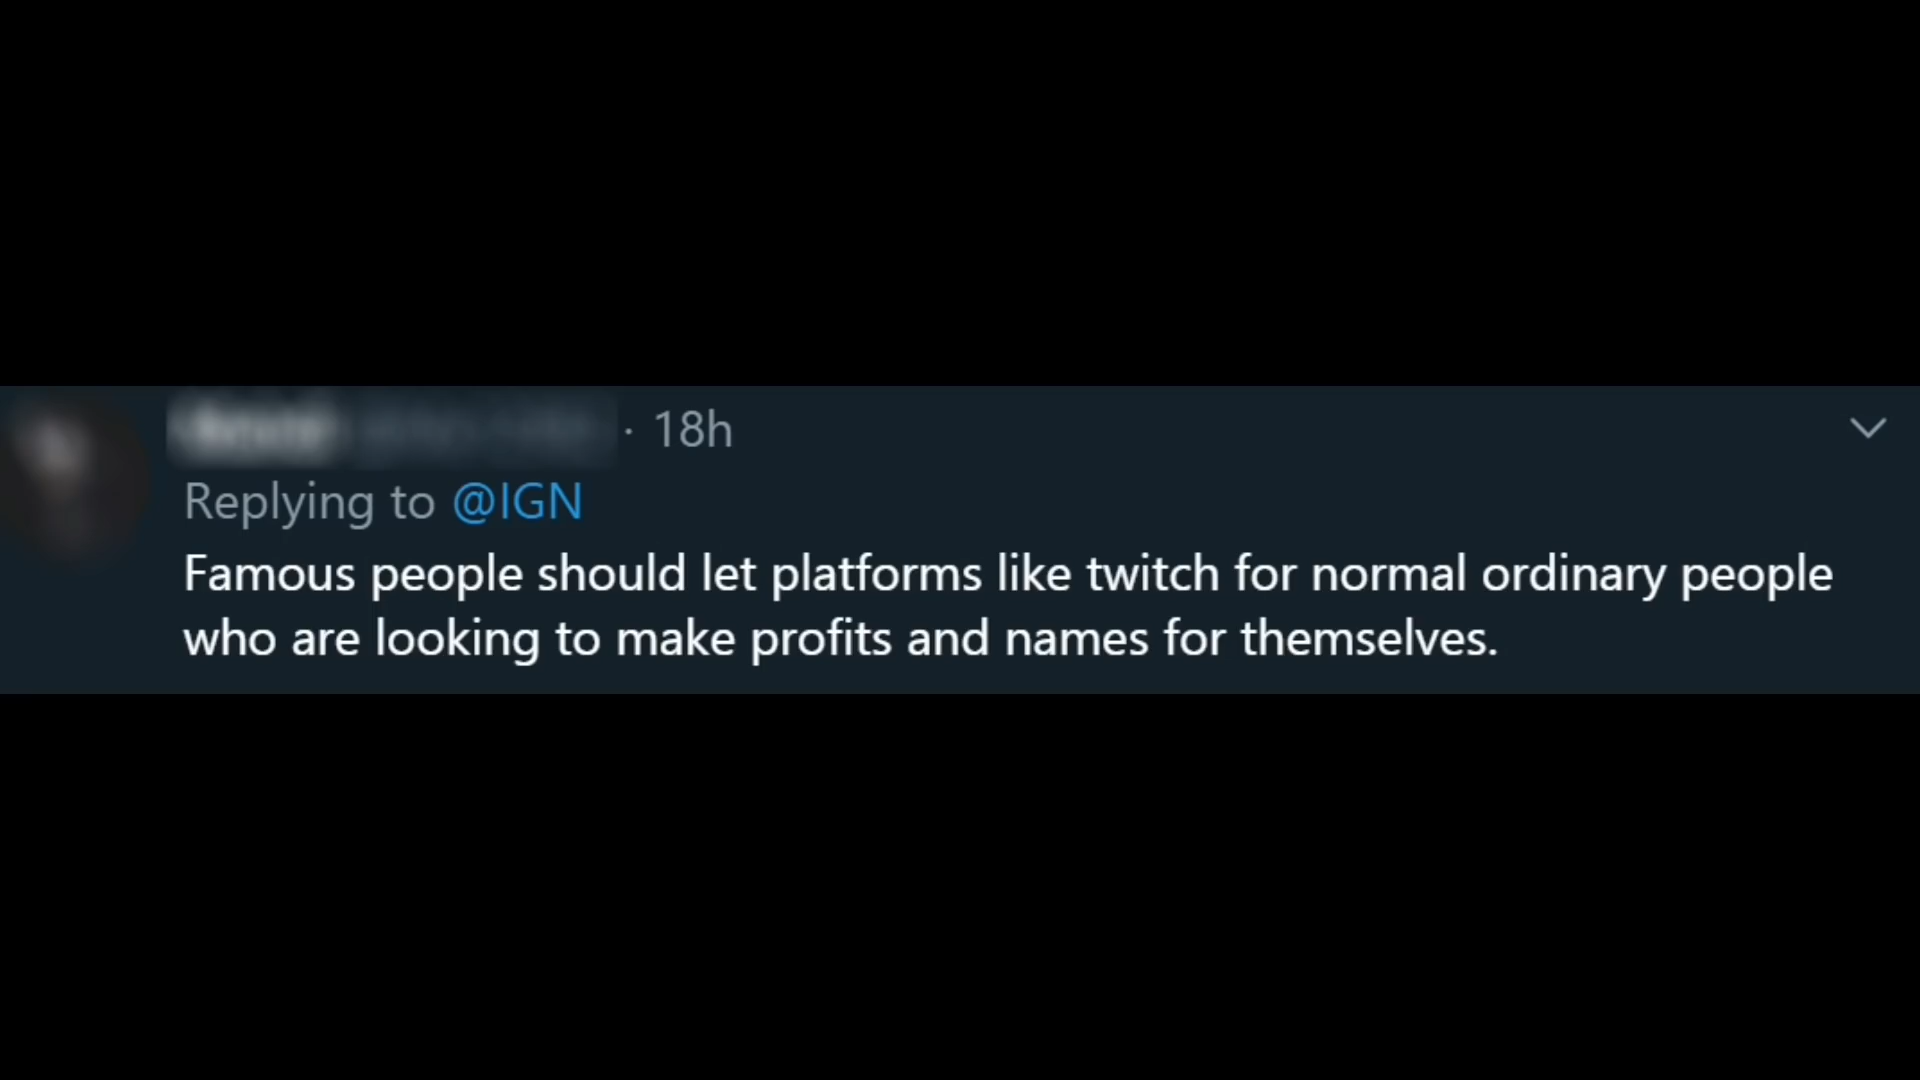 · 18h
Replying to @IGN
Famous people should let platforms like twitch for normal ordinary people
who are looking to make profits and names for themselves.